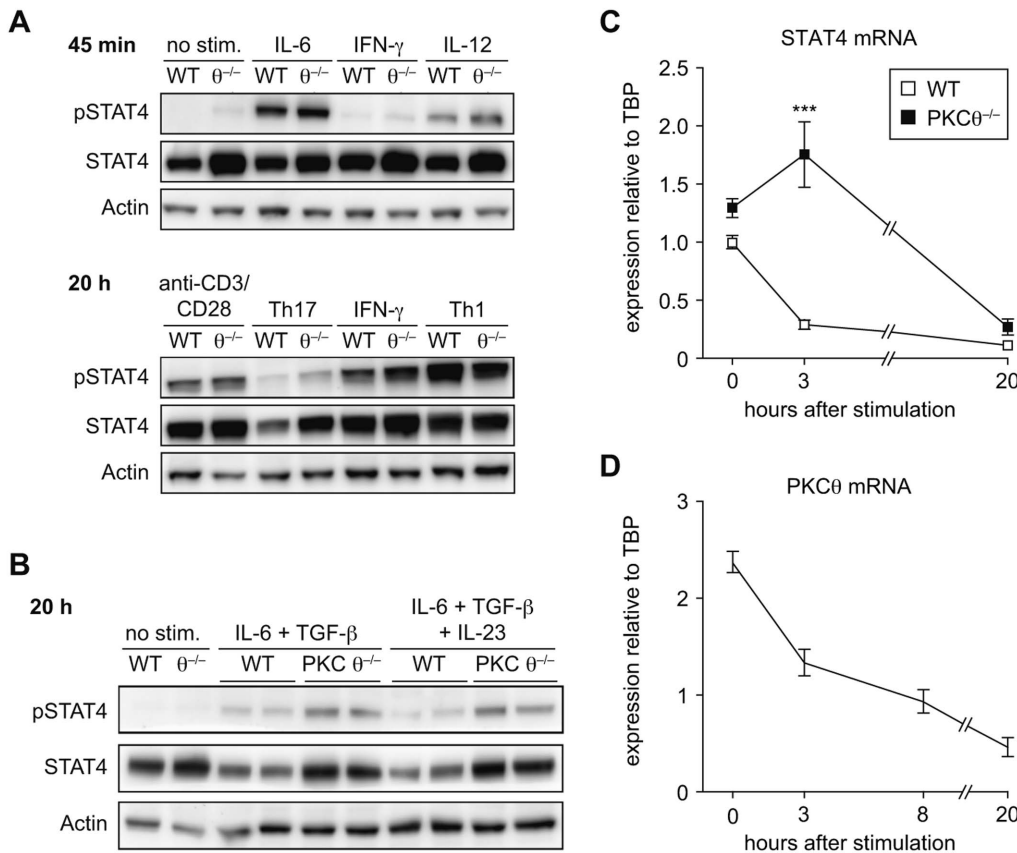 A
45 min
no stim. IL-6 IFN-γ IL-12
WT θ–/– WT θ–/– WT θ–/– WT θ–/–
pSTAT4
STAT4
Actin
20 h
anti-CD3/
CD28 Th17 IFN-γ Th1
WT θ–/– WT θ–/– WT θ–/– WT θ–/–
pSTAT4
STAT4
Actin
B
20 h
IL-6 + TGF-β
no stim. IL-6 + TGF-β + IL-23
WT θ–/– WT PKC θ–/– WT PKC θ–/–
pSTAT4
STAT4
Actin
C
STAT4 mRNA
WT
PKCθ–/–
***
expression relative to TBP
2.5
2.0
1.5
1.0
0.5
0
0 3 20
hours after stimulation
D
PKCθ mRNA
expression relative to TBP
3
2
1
0
0 3 8 20
hours after stimulation